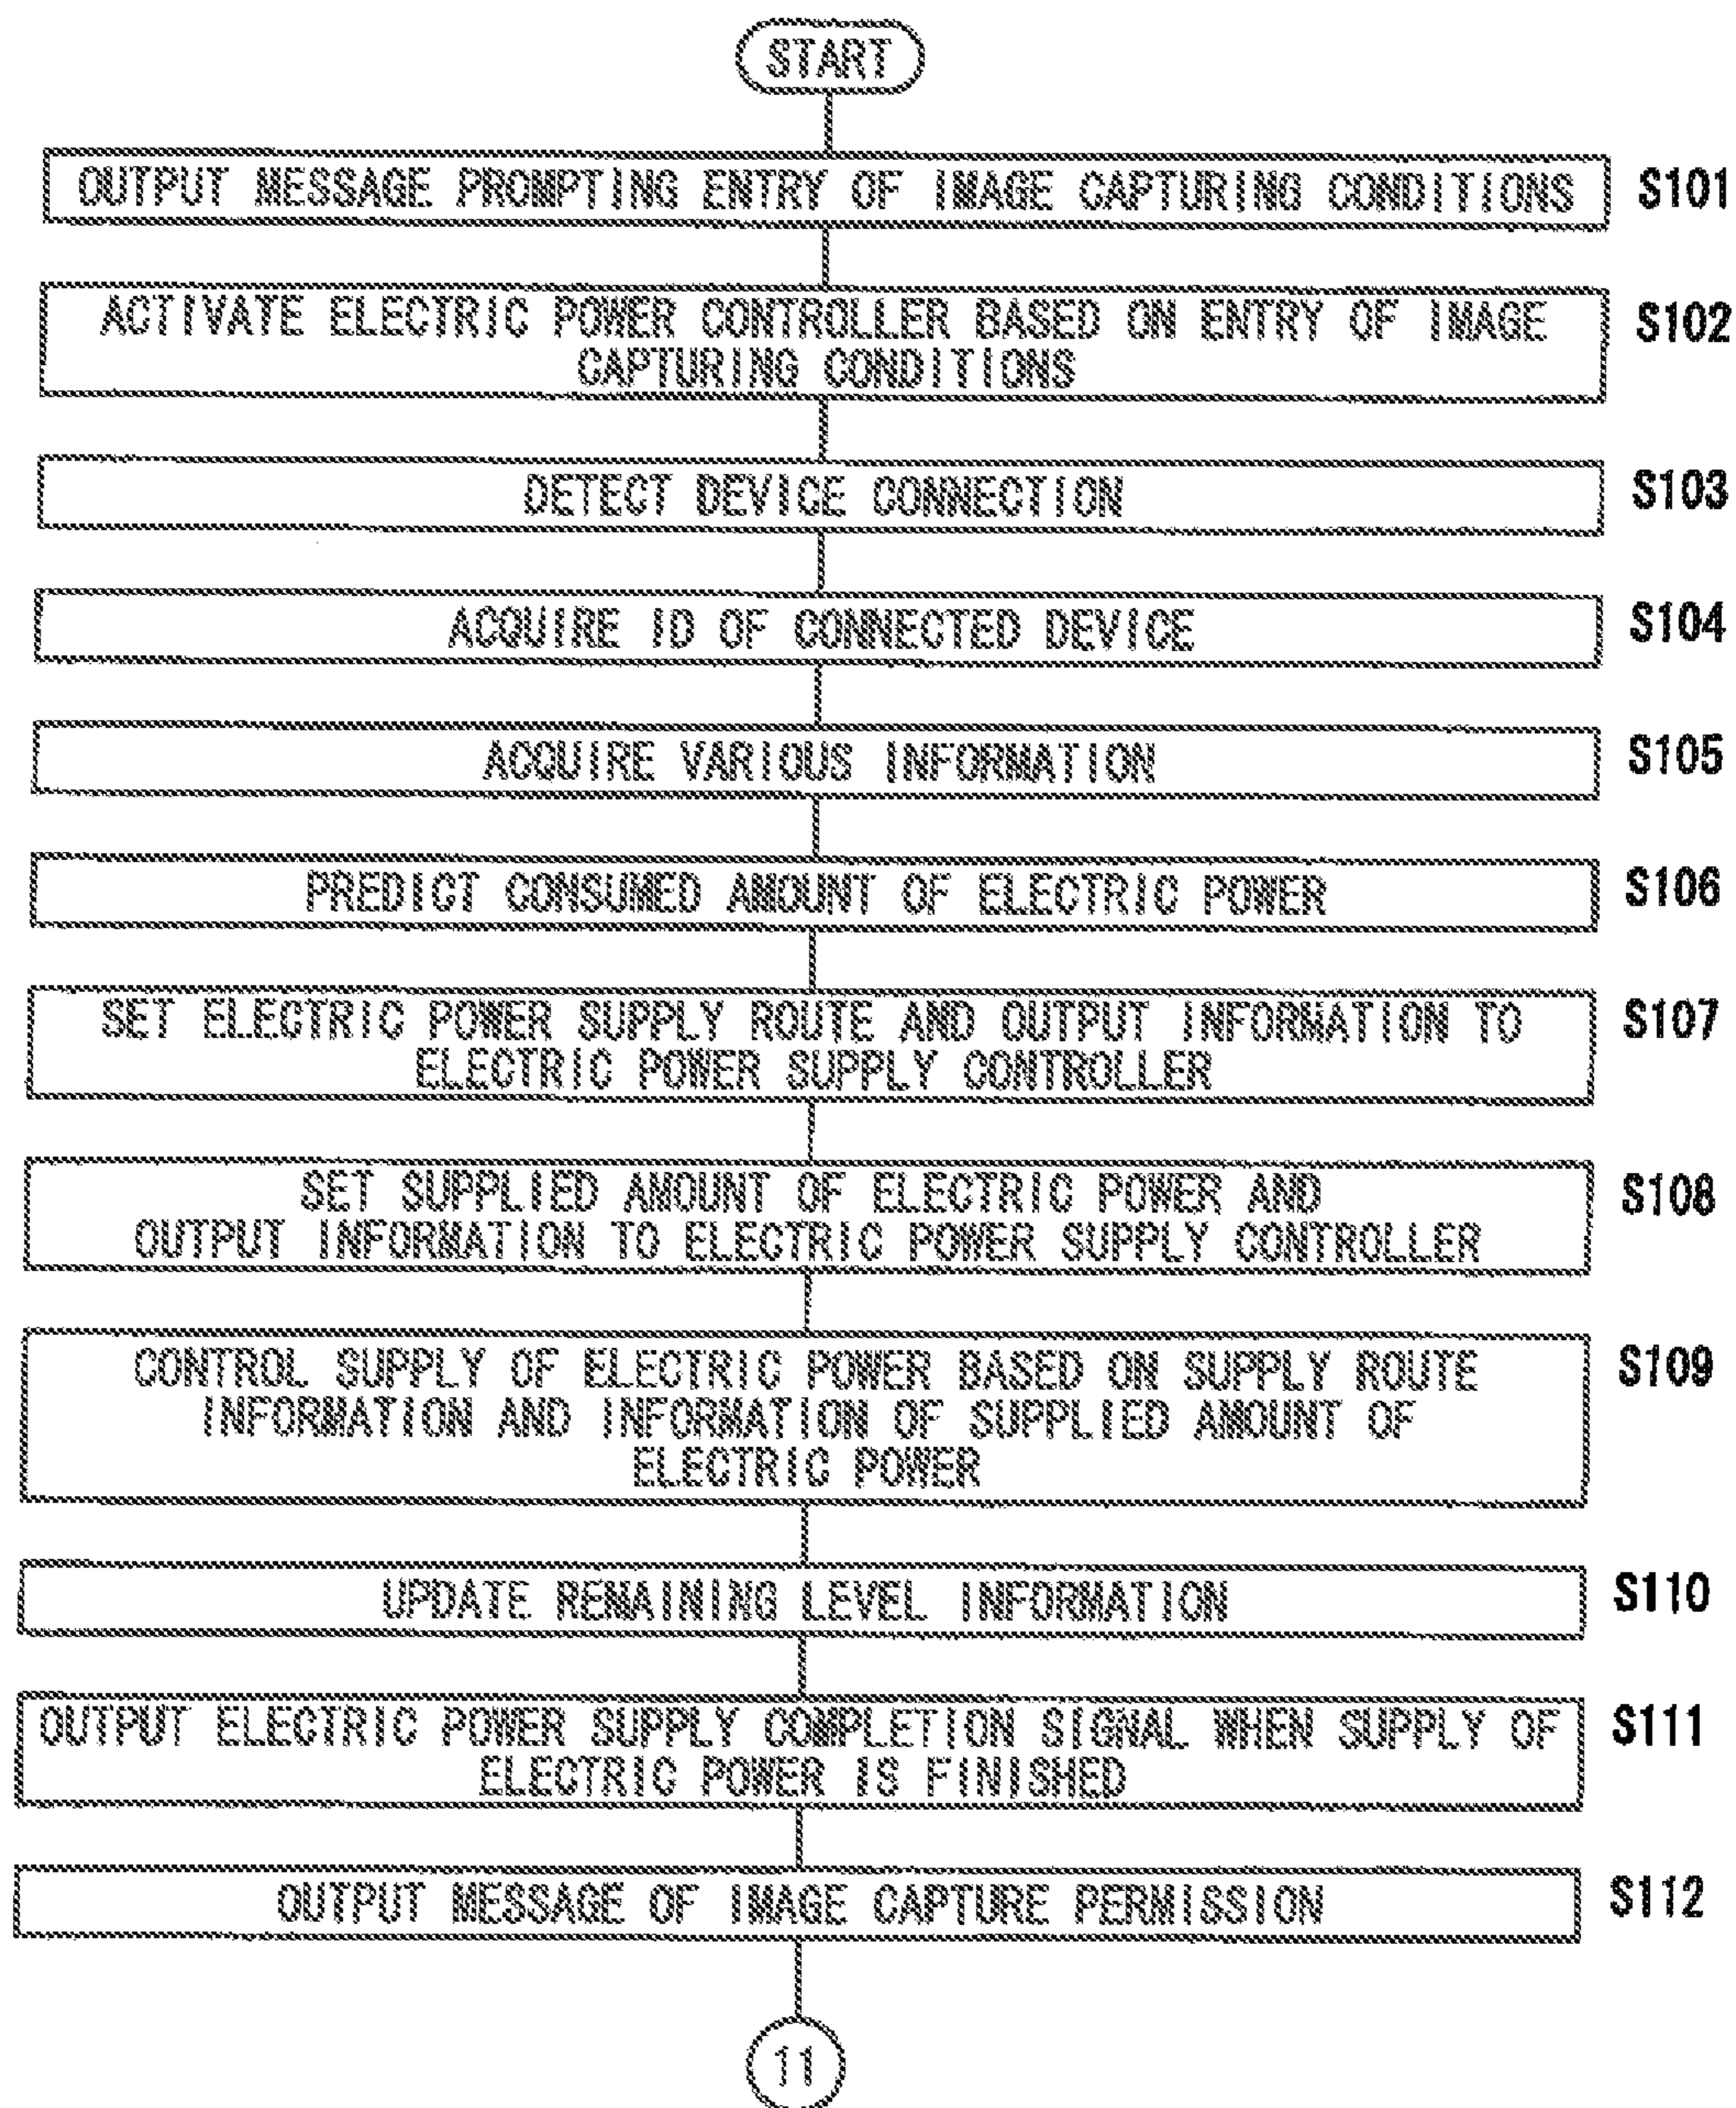 START
OUTPUT MESSAGE PROMPTING ENTRY OF IMAGE CAPTURING CONDITIONS S101
ACTIVATE ELECTRIC POWER CONTROLLER BASED ON ENTRY OF IMAGE S102
CAPTURING CONDITIONS
DETECT DEVICE CONNECTION S103
ACQUIRE ID OF CONNECTED DEVICE S104
ACQUIRE VARIOUS INFORMATION S105
PREDICT CONSUMED AMOUNT OF ELECTRIC POWER S106
SET ELECTRIC POWER SUPPLY ROUTE AND OUTPUT INFORMATION TO S107
ELECTRIC POWER SUPPLY CONTROLLER
SET SUPPLIED AMOUNT OF ELECTRIC POWER AND S108
OUTPUT INFORMATION TO ELECTRIC POWER SUPPLY CONTROLLER
CONTROL SUPPLY OF ELECTRIC POWER BASED ON SUPPLY ROUTE S109
INFORMATION AND INFORMATION OF SUPPLIED AMOUNT OF
ELECTRIC POWER
UPDATE REMAINING LEVEL INFORMATION S110
OUTPUT ELECTRIC POWER SUPPLY COMPLETION SIGNAL WHEN SUPPLY OF S111
ELECTRIC POWER IS FINISHED
OUTPUT MESSAGE OF IMAGE CAPTURE PERMISSION S112
11